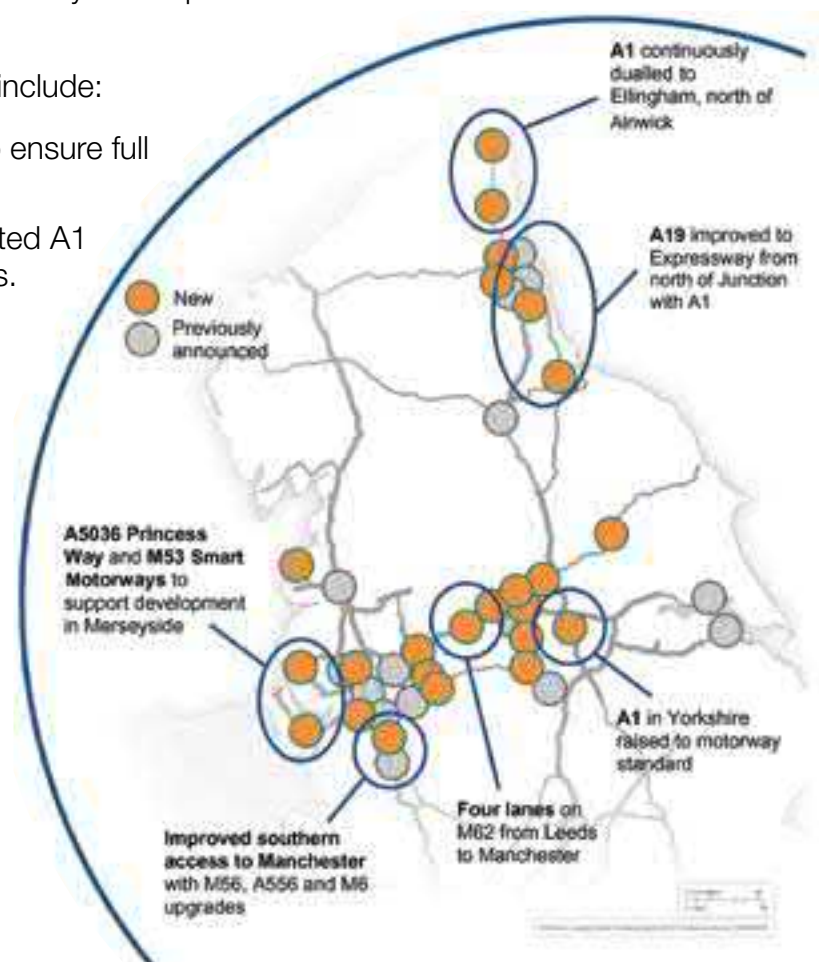 include:
ensure full
ted A1
s.
A1 continuously
dualled to
Ellingham, north of
Alnwick
A19 improved to
Expressway from
north of Junction
with A1
New
Previously
announced
A5036 Princess
Way and M53 Smart
Motorways to
support development
in Merseyside
A1 in Yorkshire
raised to motorway
standard
Four lanes on
M62 from Leeds
to Manchester
Improved southern
access to Manchester
with M56, A556 and M6
upgrades